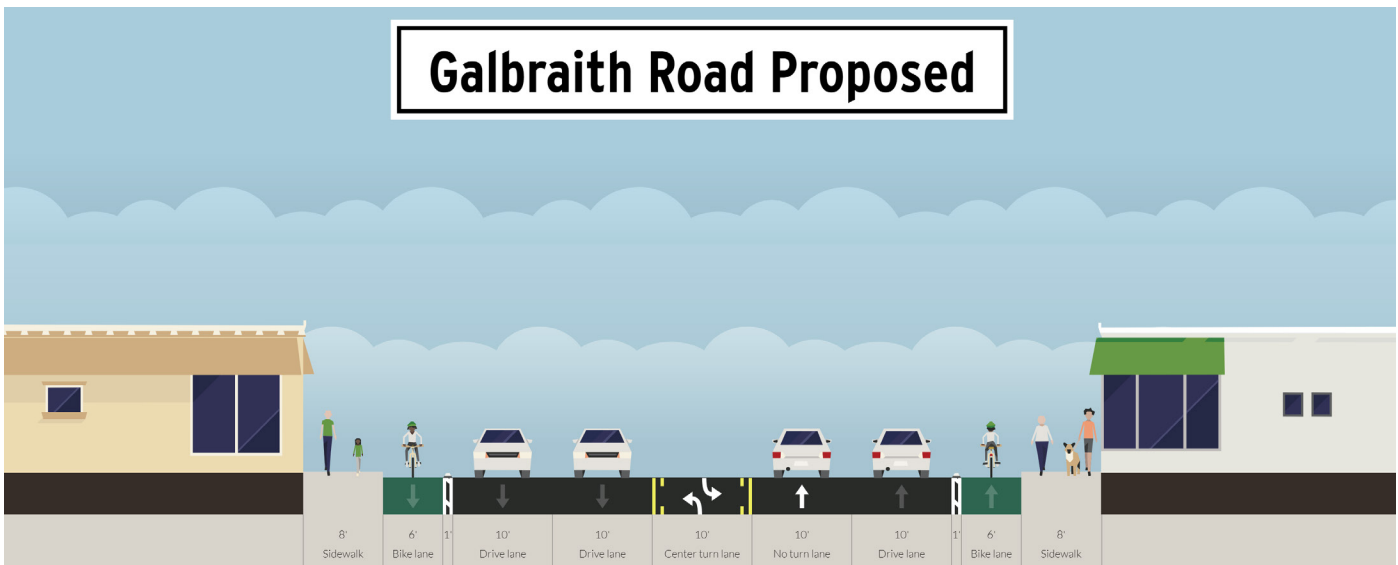 Galbraith Road Proposed
8' 6' 1' 10' 10' 10' 10' 10' 1' 6' 8'
Sidewalk Bike lane Drive lane Drive lane Center turn lane No turn lane Drive lane Bike lane Sidewalk